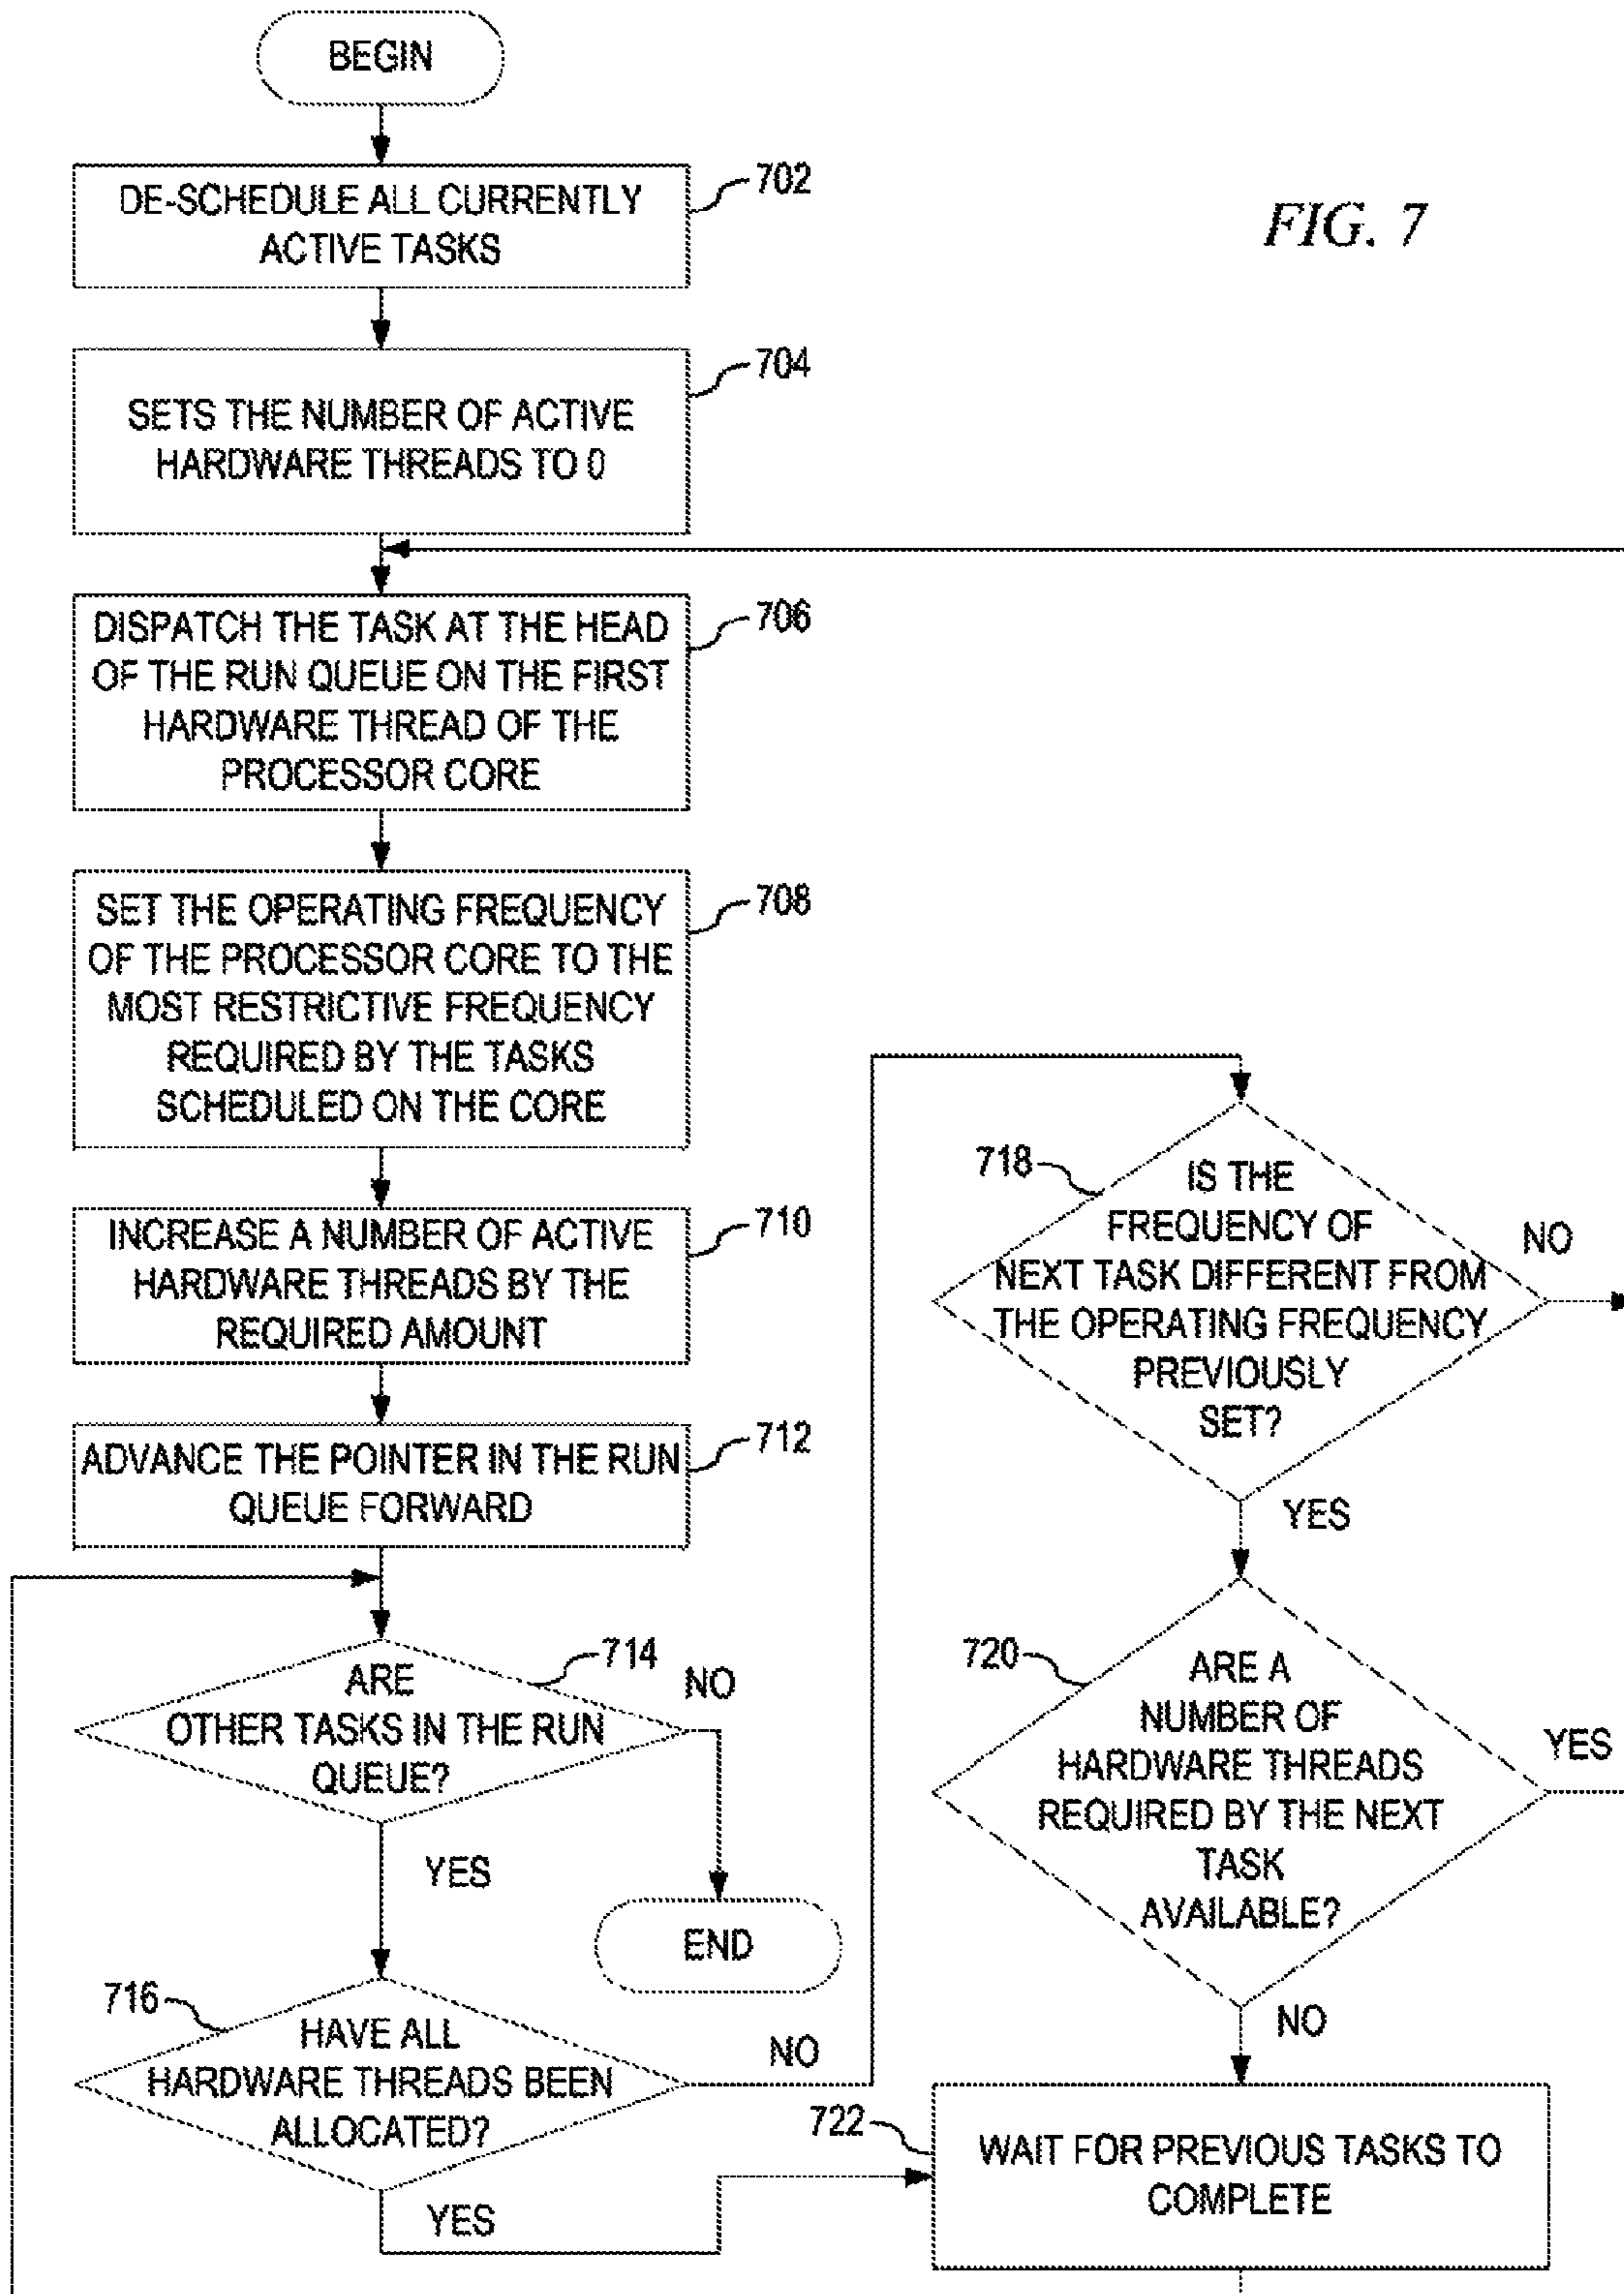 BEGIN
702
DE-SCHEDULE ALL CURRENTLY
ACTIVE TASKS
FIG. 7
704
SETS THE NUMBER OF ACTIVE
HARDWARE THREADS TO 0
706
DISPATCH THE TASK AT THE HEAD
OF THE RUN QUEUE ON THE FIRST
HARDWARE THREAD OF THE
PROCESSOR CORE
708
SET THE OPERATING FREQUENCY
OF THE PROCESSOR CORE TO THE
MOST RESTRICTIVE FREQUENCY
REQUIRED BY THE TASKS
SCHEDULED ON THE CORE
710
INCREASE A NUMBER OF ACTIVE
HARDWARE THREADS BY THE
REQUIRED AMOUNT
712
ADVANCE THE POINTER IN THE RUN
QUEUE FORWARD
714
ARE
OTHER TASKS IN THE RUN
QUEUE?
NO
YES
END
716
HAVE ALL
HARDWARE THREADS BEEN
ALLOCATED?
NO
YES
718
IS THE
FREQUENCY OF
NEXT TASK DIFFERENT FROM
THE OPERATING FREQUENCY
PREVIOUSLY
SET?
NO
YES
720
ARE A
NUMBER OF
HARDWARE THREADS
REQUIRED BY THE NEXT
TASK
AVAILABLE?
YES
NO
722
WAIT FOR PREVIOUS TASKS TO
COMPLETE